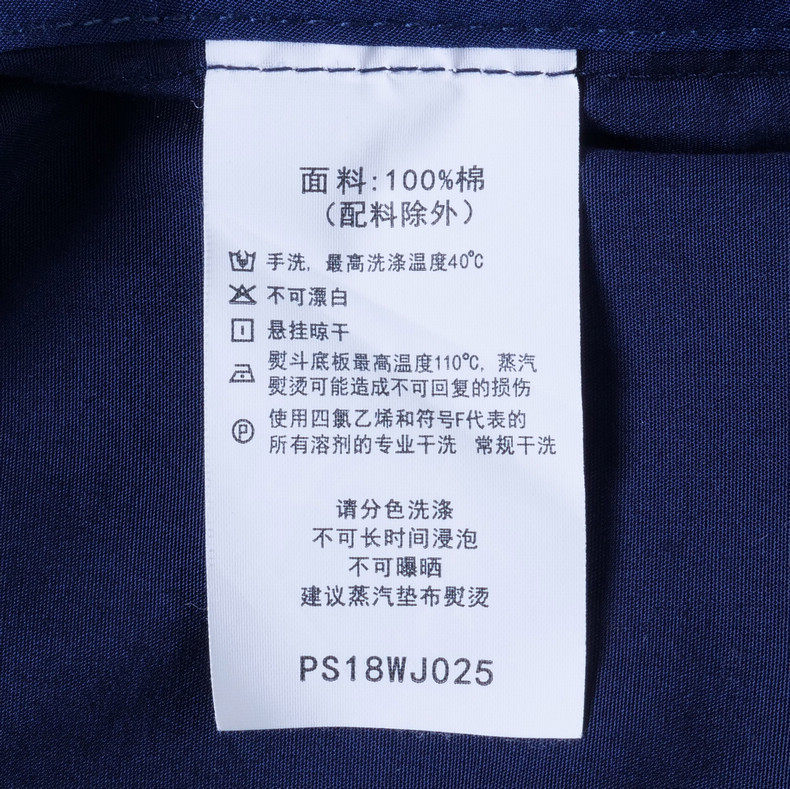 面料:100%棉
（配料除外）
手洗, 最高洗涤温度40℃
不可漂白
悬挂晾干
熨斗底板最高温度110℃, 蒸汽
熨烫可能造成不可回复的损伤
P
使用四氯乙烯和符号F代表的
所有溶剂的专业干洗 常规干洗
请分色洗涤
不可长时间浸泡
不可曝晒
建议蒸汽垫布熨烫
PS18WJ025